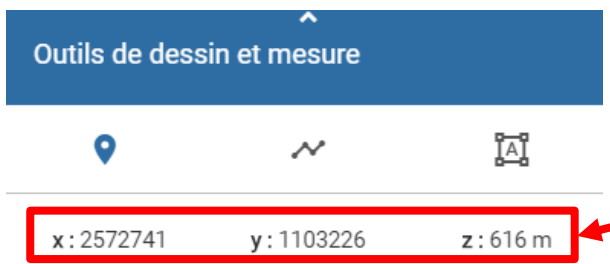 Outils de dessin et mesure
A
x : 2572741 y : 1103226 z : 616 m